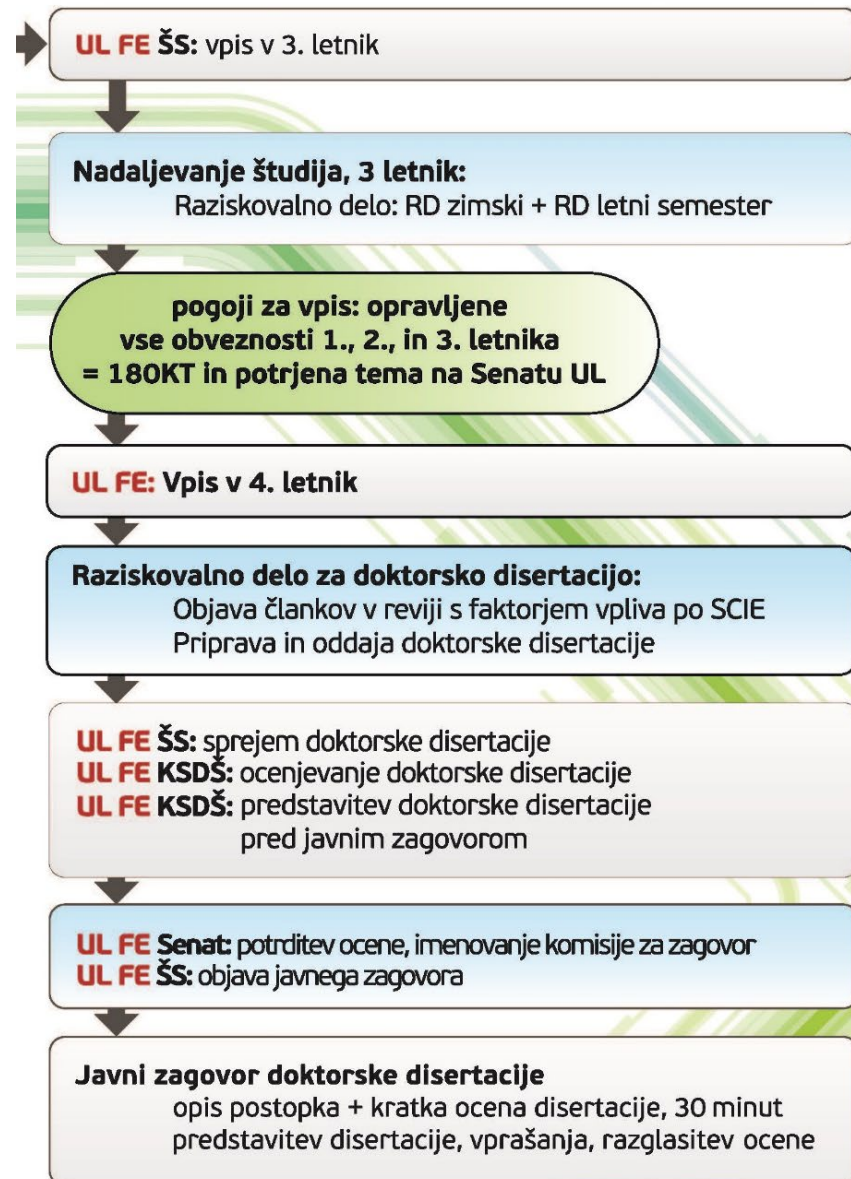 UL FE ŠS: vpis v 3. letnik
Nadaljevanje študija, 3 letnik:
Raziskovalno delo: RD zimski + RD letni semester
pogoji za vpis: opravljene
vse obveznosti 1., 2., in 3. letnika
= 180KT in potrjena tema na Senatu UL
UL FE: Vpis v 4. letnik
Raziskovalno delo za doktorsko disertacijo:
Objava člankov v reviji s faktorjem vpliva po SCIE
Priprava in oddaja doktorske disertacije
UL FE ŠS: sprejem doktorske disertacije
UL FE KSDŠ: ocenjevanje doktorske disertacije
UL FE KSDŠ: predstavitev doktorske disertacije
pred javnim zagovorom
UL FE Senat: potrditev ocene, imenovanje komisije za zagovor
UL FE ŠS: objava javnega zagovora
Javni zagovor doktorske disertacije
opis postopka + kratka ocena disertacije, 30 minut
predstavitev disertacije, vprašanja, razglasitev ocene